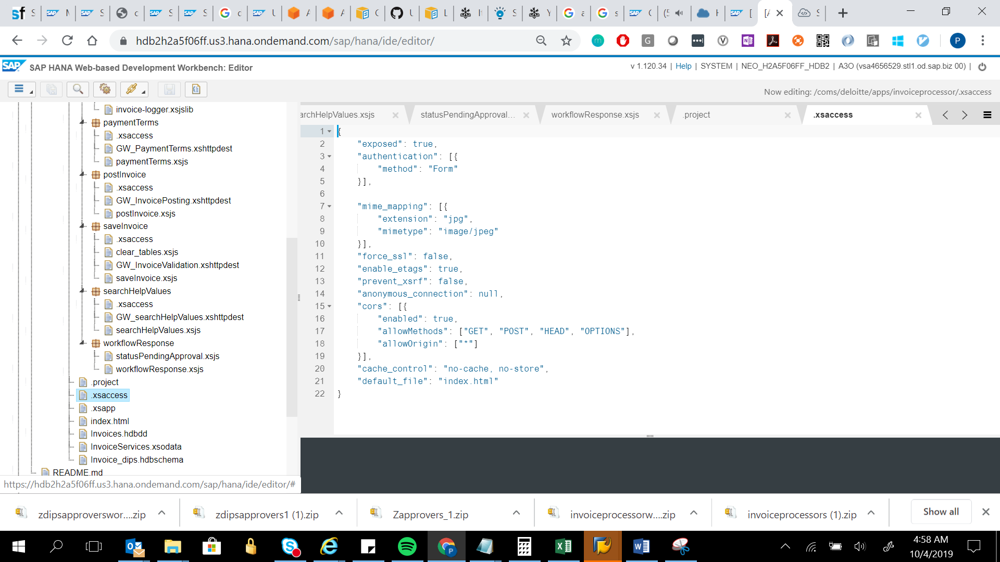 hdb2h2a5f06ff.us3.hana.ondemand.com/sap/hana/ide/editor/
SAP SAP HANA Web-based Development Workbench: Editor
v 1.120.34 | Help | SYSTEM | NEO_H2A5F06FF_HDB2 | A3O (vsa4656529.stl1.od.sap.biz 00) |
Now editing: /coms/deloitte/apps/invoiceprocessor/.xsaccess
invoice-logger.xsjslib
paymentTerms
.xsaccess
GW_PaymentTerms.xshttpdest
paymentTerms.xsjs
postInvoice
.xsaccess
GW_InvoicePosting.xshttpdest
postInvoice.xsjs
saveInvoice
.xsaccess
clear_tables.xsjs
GW_InvoiceValidation.xshttpdest
saveInvoice.xsjs
searchHelpValues
.xsaccess
GW_searchHelpValues.xshttpdest
searchHelpValues.xsjs
workflowResponse
statusPendingApproval.xsjs
workflowResponse.xsjs
.project
.xsaccess
.xsapp
index.html
Invoices.hdbdd
InvoiceServices.xsodata
Invoice_dips.hdbschema
README.md
https://hdb2h2a5f06ff.us3.hana.ondemand.com/sap/hana/ide/editor/#
archHelpValues.xsjs
statusPendingApproval...
workflowResponse.xsjs
.project
.xsaccess
1 {
2 "exposed": true,
3 "authentication": [{
4 "method": "Form"
5 }],
6
7 "mime_mapping": [{
8 "extension": "jpg",
9 "mimetype": "image/jpeg"
10 }],
11 "force_ssl": false,
12 "enable_etags": true,
13 "prevent_xsrf": false,
14 "anonymous_connection": null,
15 "cors": [{
16 "enabled": true,
17 "allowMethods": ["GET", "POST", "HEAD", "OPTIONS"],
18 "allowOrigin": ["*"]
19 }],
20 "cache_control": "no-cache, no-store",
21 "default_file": "index.html"
22 }
zdipsapproverswor....zip
zdipsapprovers1 (1).zip
Zapprovers_1.zip
invoiceprocessorw....zip
invoiceprocessors (1).zip
Show all
4:58 AM
10/4/2019